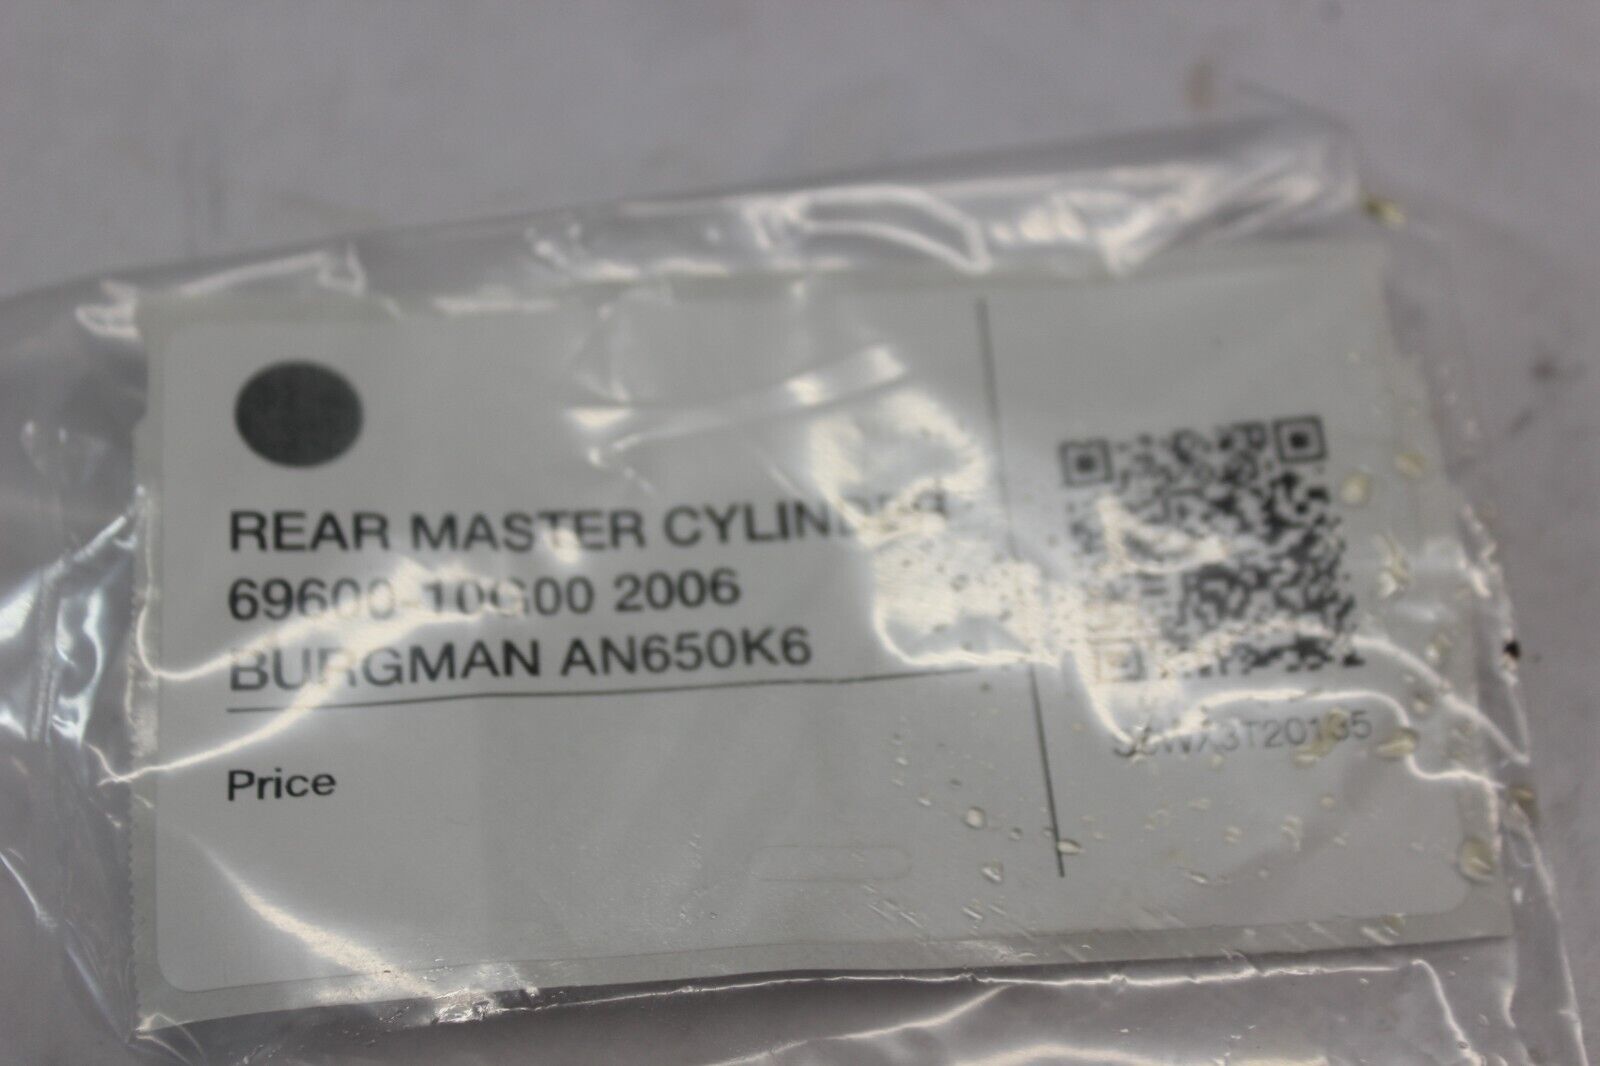 REAR MASTER CYLINDER
69600-10G00 2006
BURGMAN AN650K6
Price